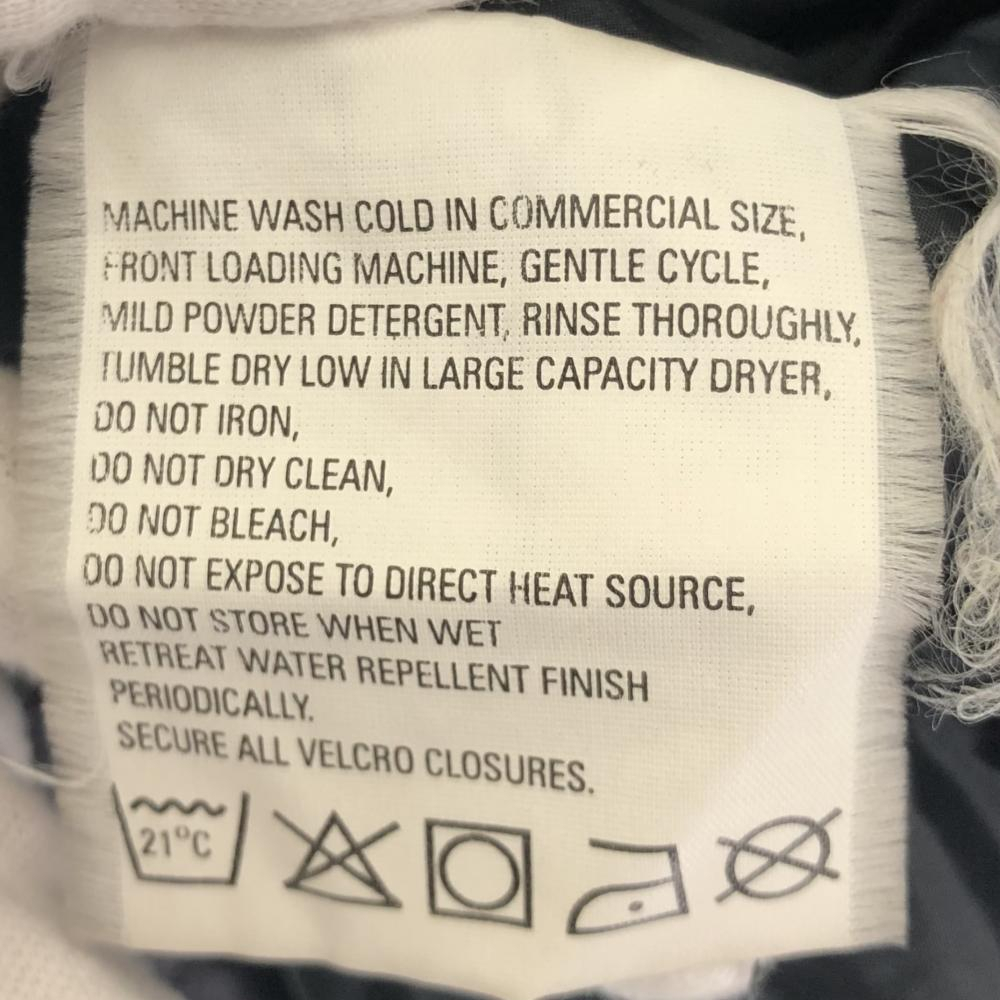 MACHINE WASH COLD IN COMMERCIAL SIZE,
FRONT LOADING MACHINE, GENTLE CYCLE,
MILD POWDER DETERGENT, RINSE THOROUGHLY,
TUMBLE DRY LOW IN LARGE CAPACITY DRYER,
DO NOT IRON,
DO NOT DRY CLEAN,
DO NOT BLEACH,
DO NOT EXPOSE TO DIRECT HEAT SOURCE,
DO NOT STORE WHEN WET
RETREAT WATER REPELLENT FINISH
PERIODICALLY.
SECURE ALL VELCRO CLOSURES.
21°C